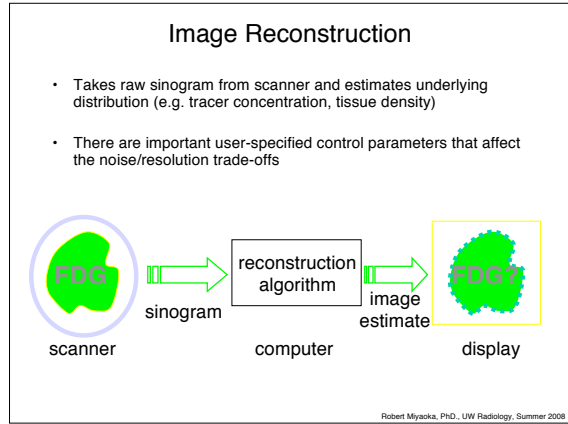 Image Reconstruction
• Takes raw sinogram from scanner and estimates underlying
distribution (e.g. tracer concentration, tissue density)
• There are important user-specified control parameters that affect
the noise/resolution trade-offs
FDG
sinogram
reconstruction
algorithm
image
estimate
FDG?
scanner
computer
display
Robert Miyaoka, PhD., UW Radiology, Summer 2008